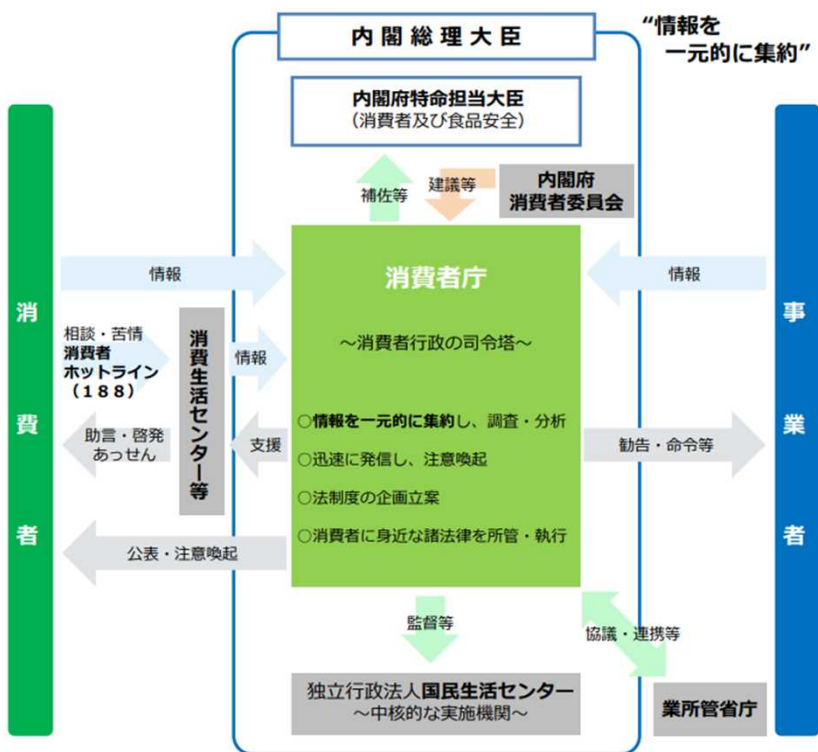 内閣総理大臣
“情報を
一元的に集約”
内閣府特命担当大臣
（消費者及び食品安全）
補佐等
建議等
内閣府
消費者委員会
消費者
事業者
情報
消費者庁
情報
～消費者行政の司令塔～
相談・苦情
消費者
ホットライン
（１８８）
消費生活センター等
情報
○情報を一元的に集約し、調査・分析
○迅速に発信し、注意喚起
○法制度の企画立案
○消費者に身近な諸法律を所管・執行
助言・啓発
あっせん
支援
勧告・命令等
公表・注意喚起
監督等
協議・連携等
独立行政法人国民生活センター
～中核的な実施機関～
業所管省庁